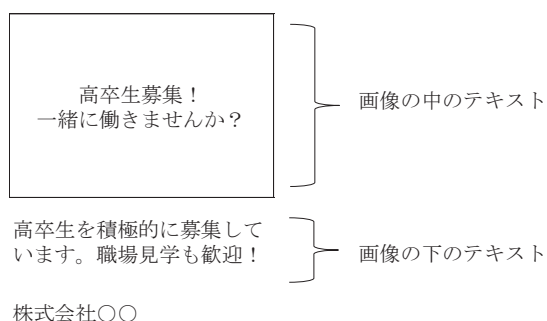 高卒生募集！
一緒に働きませんか？
画像の中のテキスト
高卒生を積極的に募集して
います。職場見学も歓迎！
画像の下のテキスト
株式会社〇〇